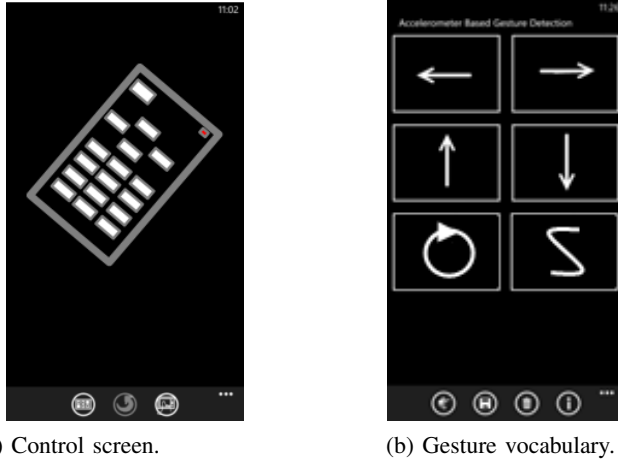 11:02
11:26
Accelerometer Based Gesture Detection
) Control screen.
(b) Gesture vocabulary.